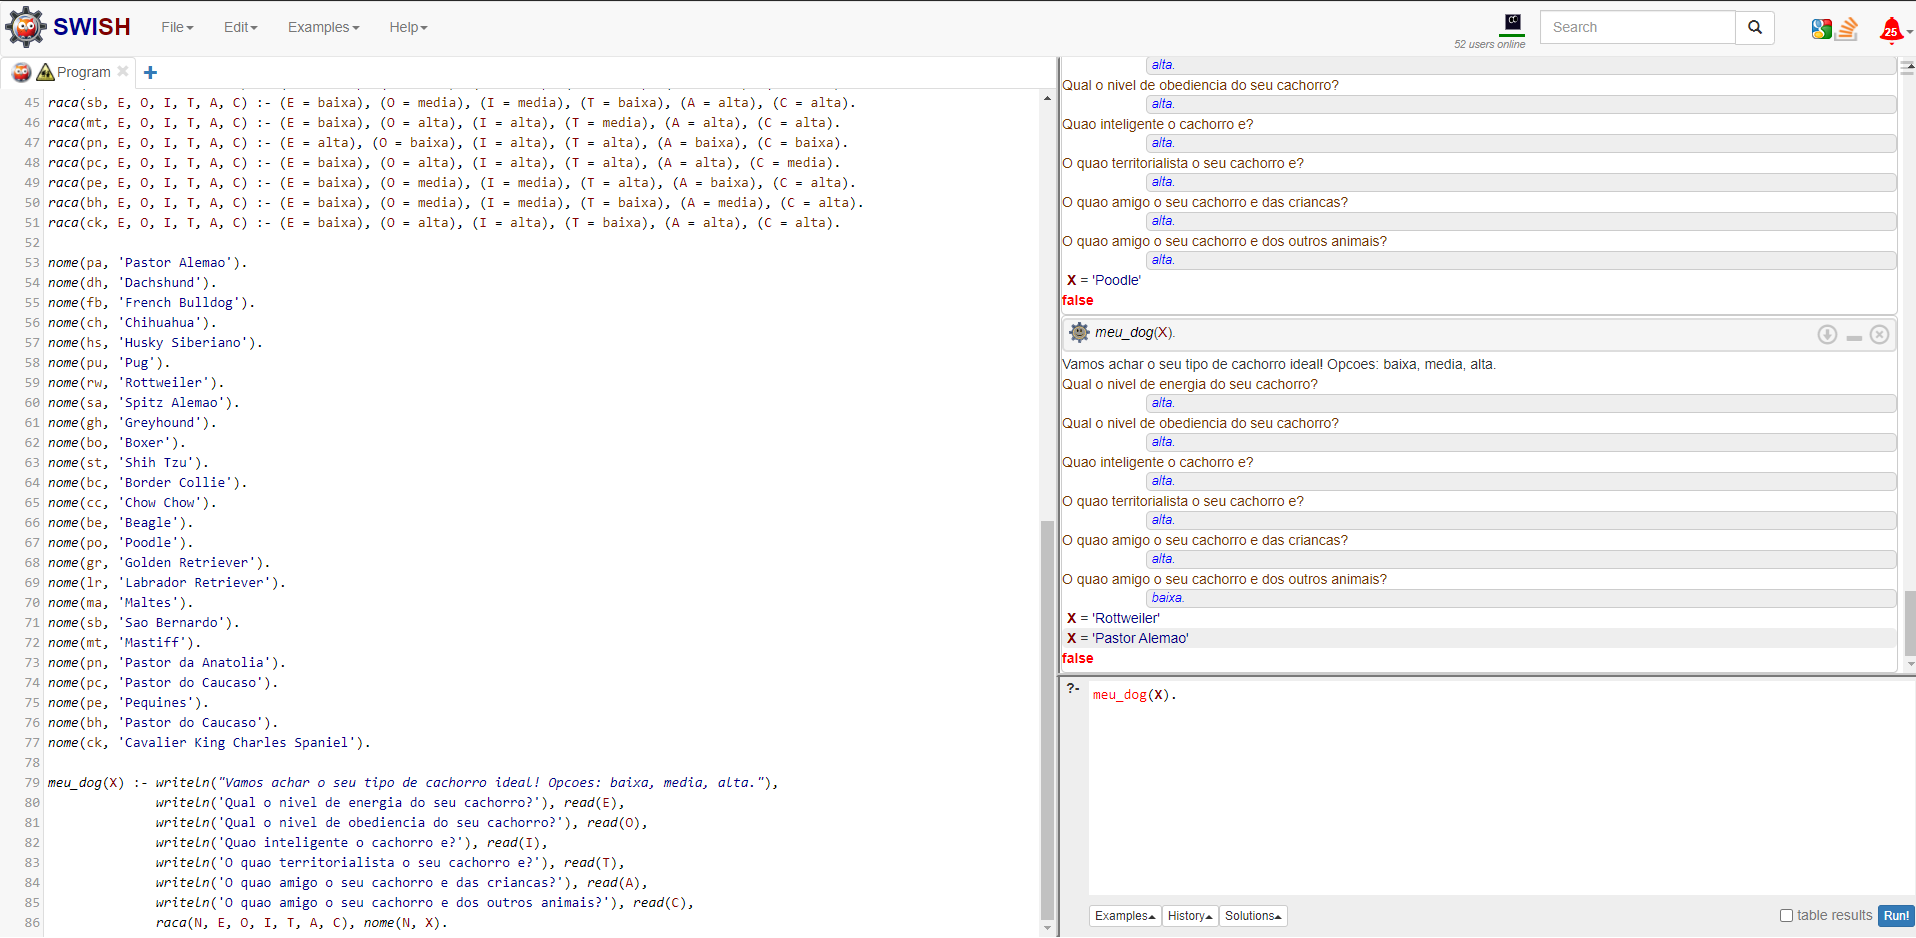 SWISH File Edit Examples Help 52 users online Search 25
Program
45 raca(sb, E, O, I, T, A, C) :- (E = baixa), (O = media), (I = media), (T = baixa), (A = alta), (C = alta).
46 raca(mt, E, O, I, T, A, C) :- (E = baixa), (O = alta), (I = alta), (T = media), (A = alta), (C = alta).
47 raca(pn, E, O, I, T, A, C) :- (E = alta), (O = baixa), (I = alta), (T = alta), (A = baixa), (C = baixa).
48 raca(pc, E, O, I, T, A, C) :- (E = baixa), (O = alta), (I = alta), (T = alta), (A = alta), (C = media).
49 raca(pe, E, O, I, T, A, C) :- (E = baixa), (O = media), (I = media), (T = alta), (A = baixa), (C = alta).
50 raca(bh, E, O, I, T, A, C) :- (E = baixa), (O = media), (I = media), (T = baixa), (A = media), (C = alta).
51 raca(ck, E, O, I, T, A, C) :- (E = baixa), (O = alta), (I = alta), (T = baixa), (A = alta), (C = alta).
52
53 nome(pa, 'Pastor Alemao').
54 nome(dh, 'Dachshund').
55 nome(fb, 'French Bulldog').
56 nome(ch, 'Chihuahua').
57 nome(hs, 'Husky Siberiano').
58 nome(pu, 'Pug').
59 nome(rw, 'Rottweiler').
60 nome(sa, 'Spitz Alemao').
61 nome(gh, 'Greyhound').
62 nome(bo, 'Boxer').
63 nome(st, 'Shih Tzu').
64 nome(bc, 'Border Collie').
65 nome(cc, 'Chow Chow').
66 nome(be, 'Beagle').
67 nome(po, 'Poodle').
68 nome(gr, 'Golden Retriever').
69 nome(lr, 'Labrador Retriever').
70 nome(ma, 'Maltes').
71 nome(sb, 'Sao Bernardo').
72 nome(mt, 'Mastiff').
73 nome(pn, 'Pastor da Anatolia').
74 nome(pc, 'Pastor do Caucaso').
75 nome(pe, 'Pequines').
76 nome(bh, 'Pastor do Caucaso').
77 nome(ck, 'Cavalier King Charles Spaniel').
78
79 meu_dog(X) :- writeln("Vamos achar o seu tipo de cachorro ideal! Opcoes: baixa, media, alta."),
80 writeln('Qual o nivel de energia do seu cachorro?'), read(E),
81 writeln('Qual o nivel de obediencia do seu cachorro?'), read(O),
82 writeln('Quao inteligente o cachorro e?'), read(I),
83 writeln('O quao territorialista o seu cachorro e?'), read(T),
84 writeln('O quao amigo o seu cachorro e das criancas?'), read(A),
85 writeln('O quao amigo o seu cachorro e dos outros animais?'), read(C),
86 raca(N, E, O, I, T, A, C), nome(N, X).
alta.
Qual o nivel de obediencia do seu cachorro?
alta.
Quao inteligente o cachorro e?
alta.
O quao territorialista o seu cachorro e?
alta.
O quao amigo o seu cachorro e das criancas?
alta.
O quao amigo o seu cachorro e dos outros animais?
alta.
X = 'Poodle'
false
meu_dog(X).
Vamos achar o seu tipo de cachorro ideal! Opcoes: baixa, media, alta.
Qual o nivel de energia do seu cachorro?
alta.
Qual o nivel de obediencia do seu cachorro?
alta.
Quao inteligente o cachorro e?
alta.
O quao territorialista o seu cachorro e?
alta.
O quao amigo o seu cachorro e das criancas?
alta.
O quao amigo o seu cachorro e dos outros animais?
baixa.
X = 'Rottweiler'
X = 'Pastor Alemao'
false
?- meu_dog(X).
Examples History Solutions table results Run!